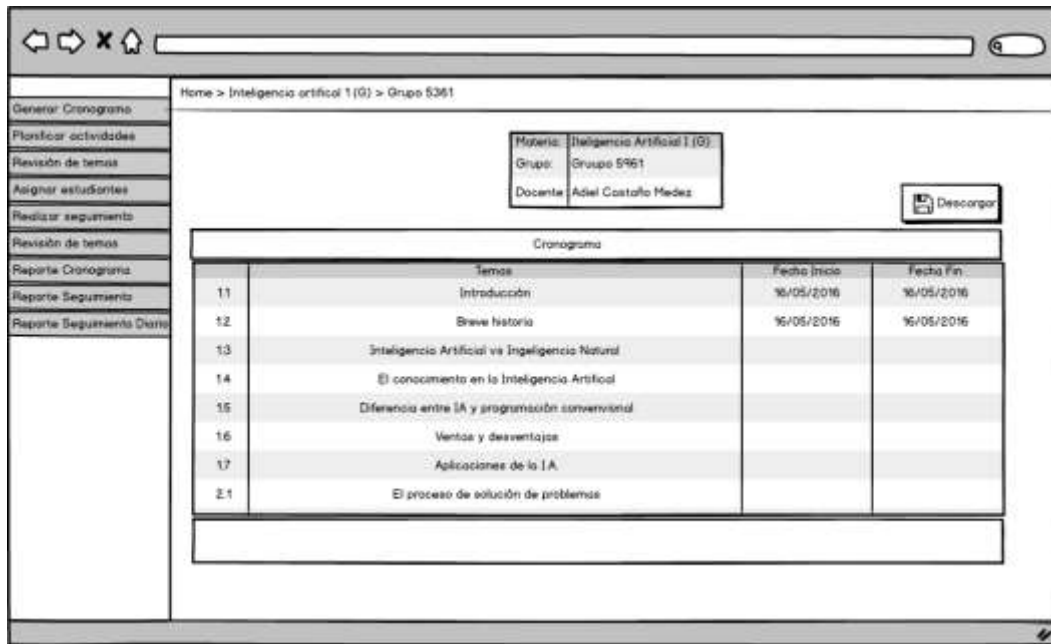 Home > Inteligencia artifical 1 (G) > Grupo 5361
Generar Cronograma
Planificar actividades
Revisión de temas
Asignar estudiantes
Realizar seguimiento
Revisión de temas
Reporte Cronograma
Reporte Seguimiento
Reporte Seguimiento Diario
Materia: Iteligencia Artificial I (G)
Grupo: Gruupo 5961
Docente Adiel Castaño Medez
Descargar
Cronograma
Temas Fecha Inicio Fecha Fin
1.1 Introducción 16/05/2016 16/05/2016
1.2 Breve historia 16/05/2016 16/05/2016
1.3 Inteligencia Artificial vs Ingeligencia Natural
1.4 El conocimiento en la Inteligencia Artifical
1.5 Diferencia entre IA y programación convenvional
1.6 Ventas y desventajas
1.7 Aplicaciones de la I.A.
2.1 El proceso de solución de problemas